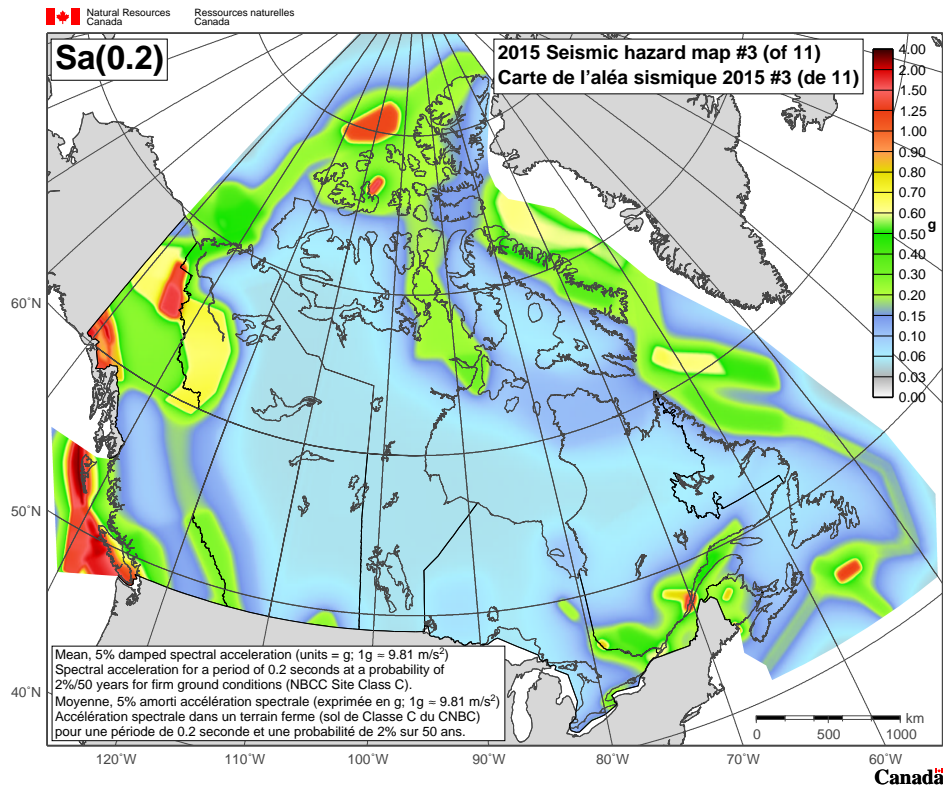 Natural Resources Ressources naturelles
Canada Canada
Sa(0.2)
2015 Seismic hazard map #3 (of 11)
Carte de l'aléa sismique 2015 #3 (de 11)
4.00
2.00
1.50
1.25
1.00
0.90
0.80
0.70
0.60
0.50
0.40
0.30
0.20
0.15
0.10
0.06
0.03
0.00
g
60°N
50°N
40°N
Mean, 5% damped spectral acceleration (units = g; 1g = 9.81 m/s²)
Spectral acceleration for a period of 0.2 seconds at a probability of
2%/50 years for firm ground conditions (NBCC Site Class C).
Moyenne, 5% amorti accélération spectrale (exprimée en g; 1g = 9.81 m/s²)
Accélération spectrale dans un terrain ferme (sol de Classe C du CNBC)
pour une période de 0.2 seconde et une probabilité de 2% sur 50 ans.
km
0 500 1000
120°W 110°W 100°W 90°W 80°W 70°W 60°W
Canada